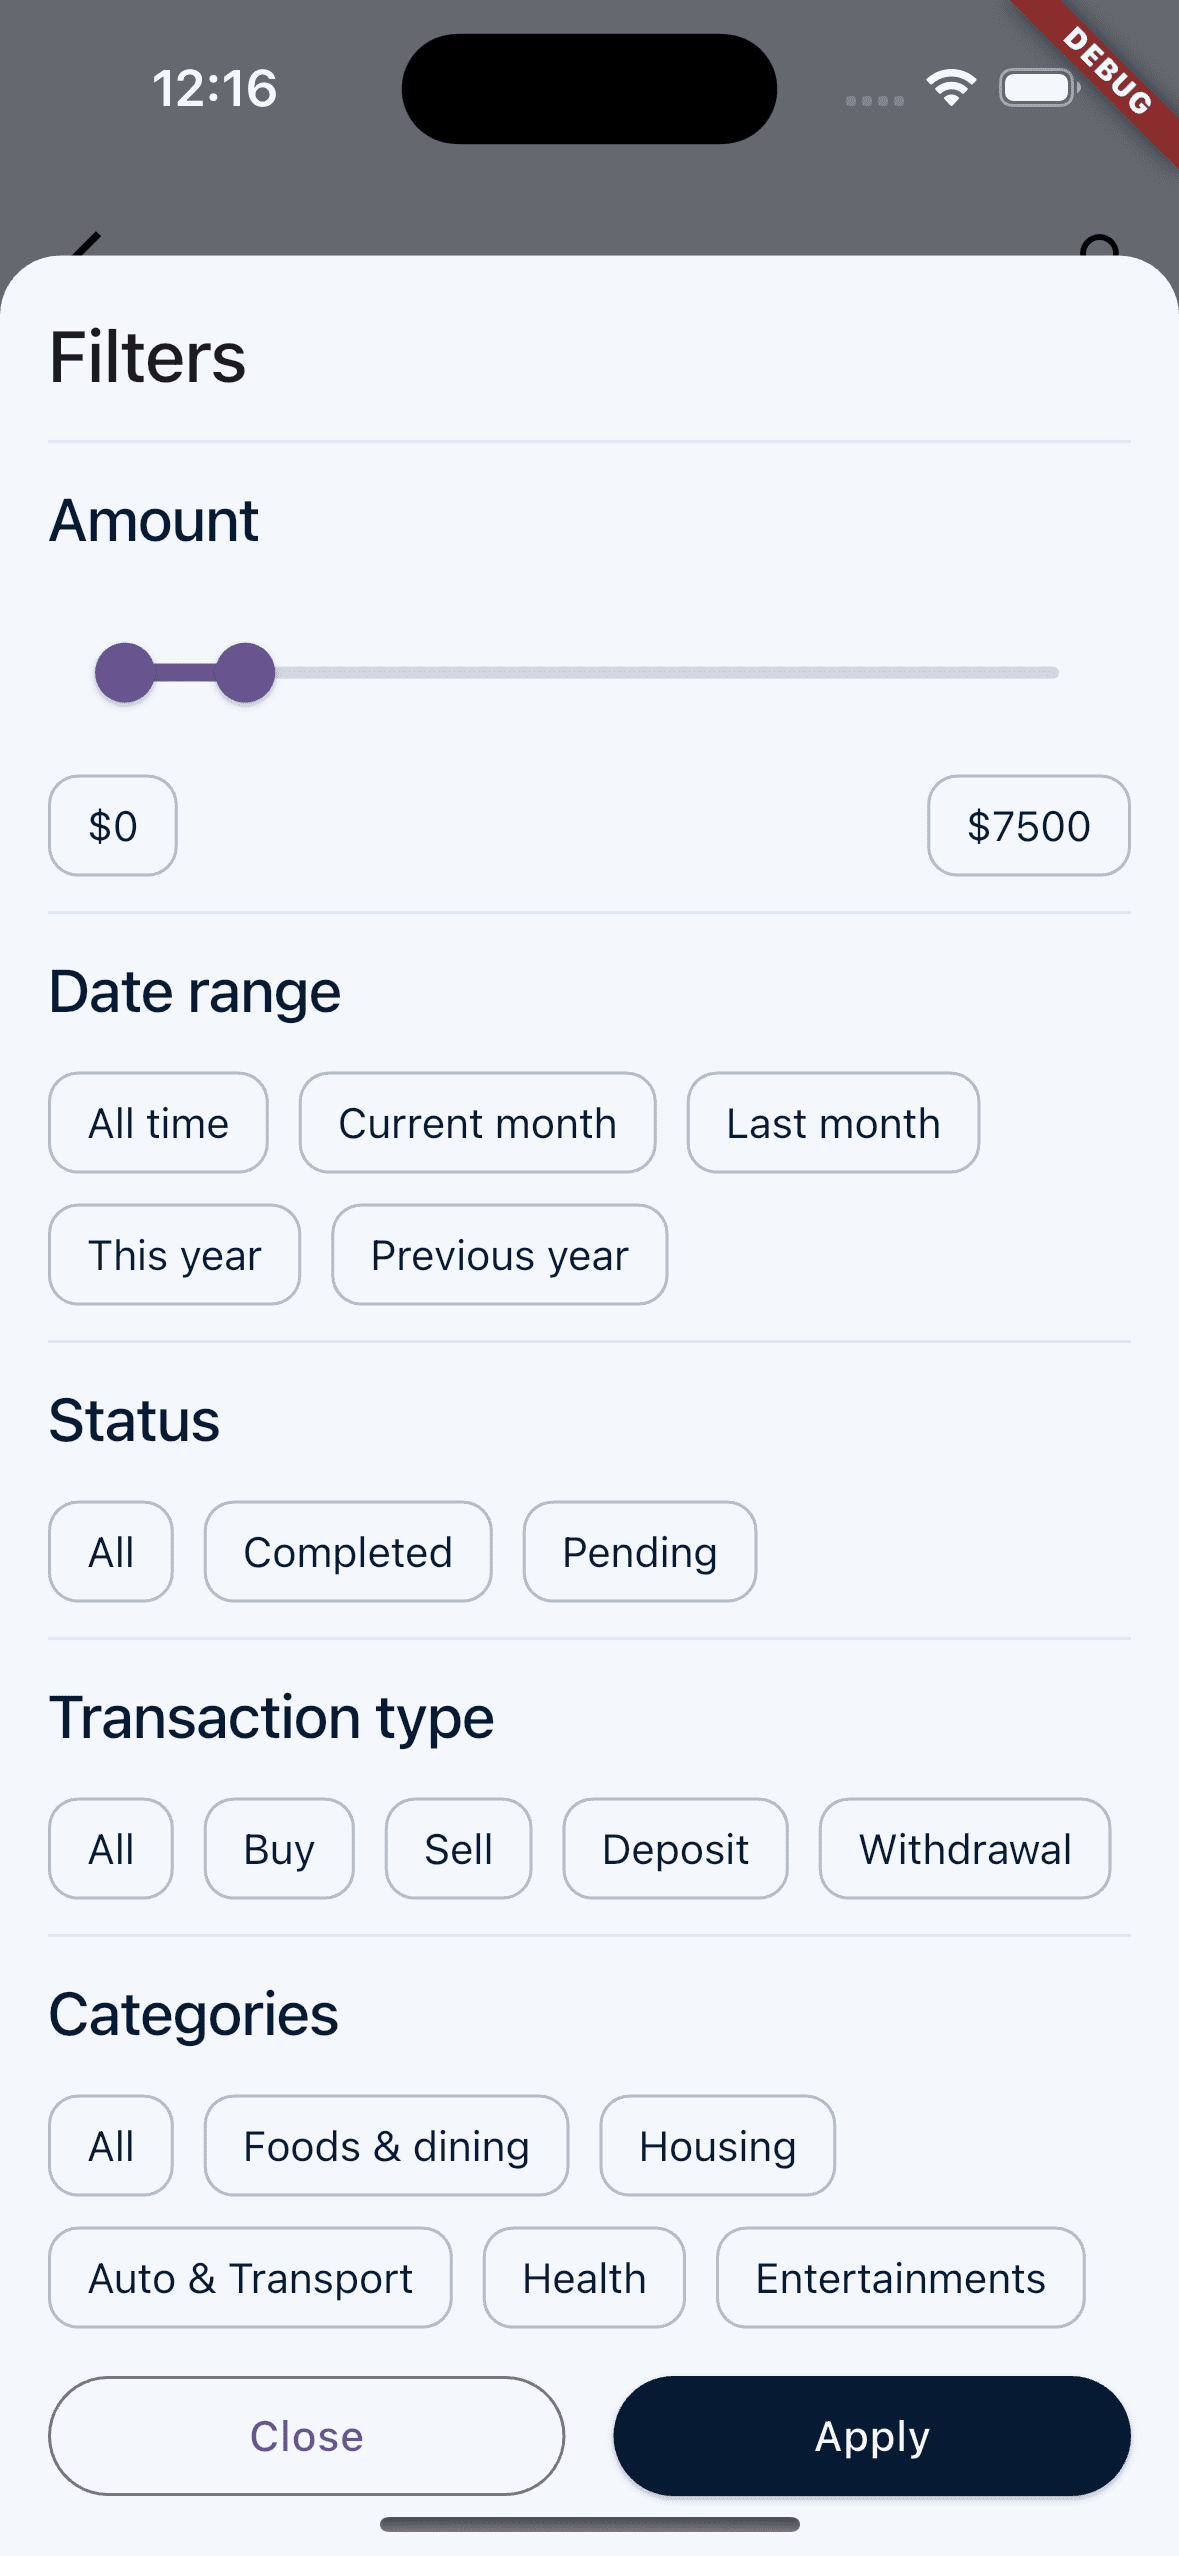 12:16
DEBUG
Filters
Amount
$0 $7500
Date range
All time Current month Last month
This year Previous year
Status
All Completed Pending
Transaction type
All Buy Sell Deposit Withdrawal
Categories
All Foods & dining Housing
Auto & Transport Health Entertainments
Close Apply